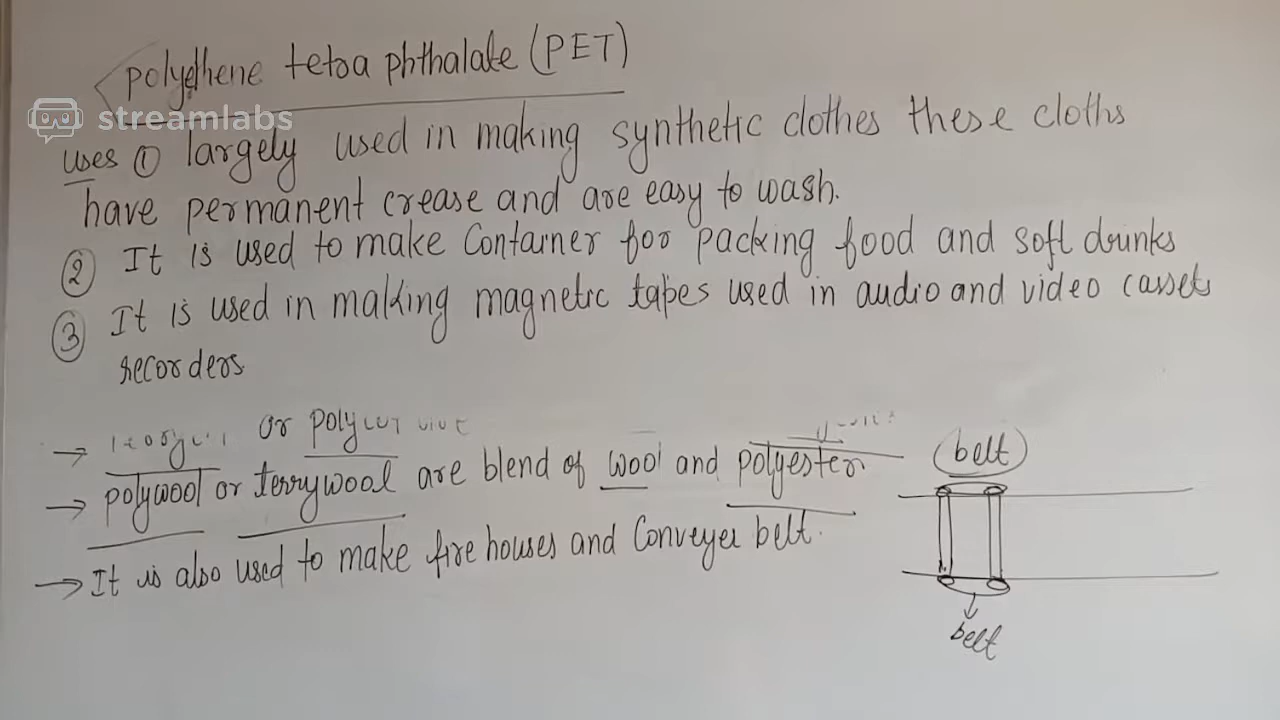 polyethene tetra phthalate (PET)
streamlabs
uses ① largely used in making synthetic clothes these cloths
have permanent crease and are easy to wash.
② It is used to make Container for packing food and soft drinks
③ It is used in making magnetic tapes used in audio and video cassets
recorders
→ or
→ polywool or terrywool are blend of wool and polyester
→ It is also used to make fire houses and Conveyer belt.
belt
belt